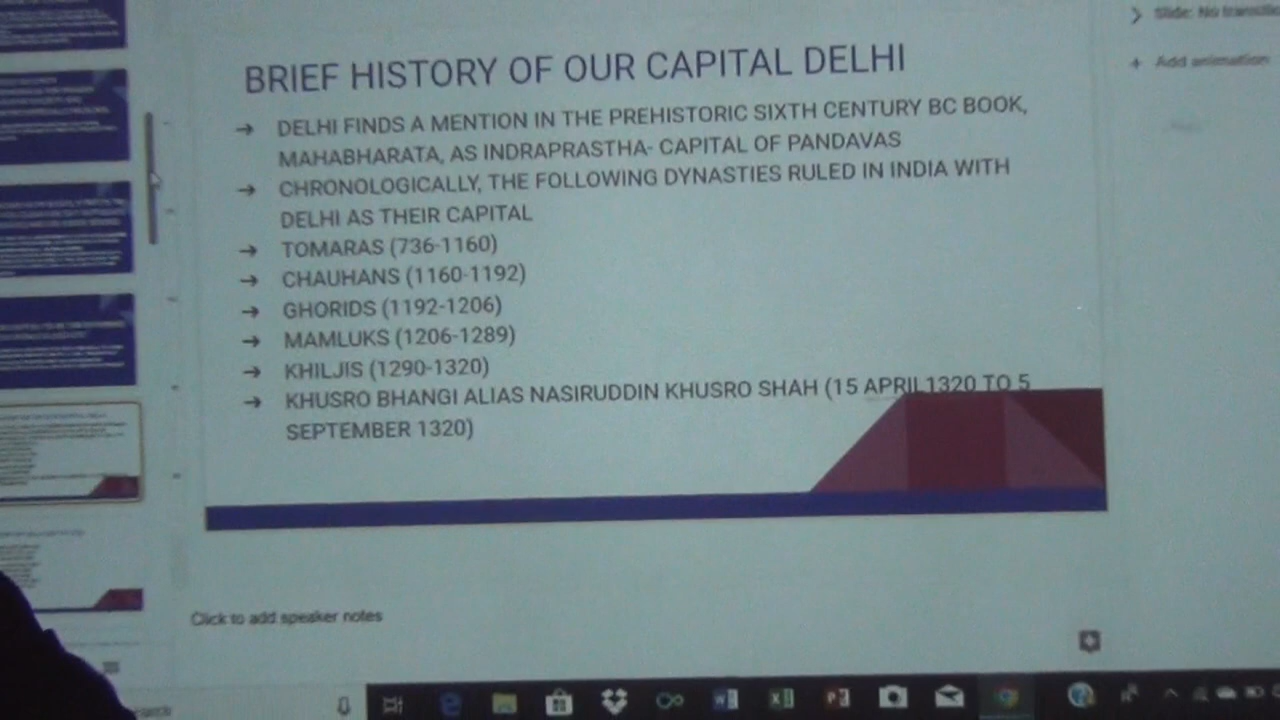 BRIEF HISTORY OF OUR CAPITAL DELHI
→ DELHI FINDS A MENTION IN THE PREHISTORIC SIXTH CENTURY BC BOOK,
MAHABHARATA, AS INDRAPRASTHA- CAPITAL OF PANDAVAS
→ CHRONOLOGICALLY, THE FOLLOWING DYNASTIES RULED IN INDIA WITH
DELHI AS THEIR CAPITAL
→ TOMARAS (736-1160)
→ CHAUHANS (1160-1192)
→ GHORIDS (1192-1206)
→ MAMLUKS (1206-1289)
→ KHILJIS (1290-1320)
→ KHUSRO BHANGI ALIAS NASIRUDDIN KHUSRO SHAH (15 APRIL 1320 TO 5
SEPTEMBER 1320)
Slide: No
+ Add animation
Click to add speaker notes